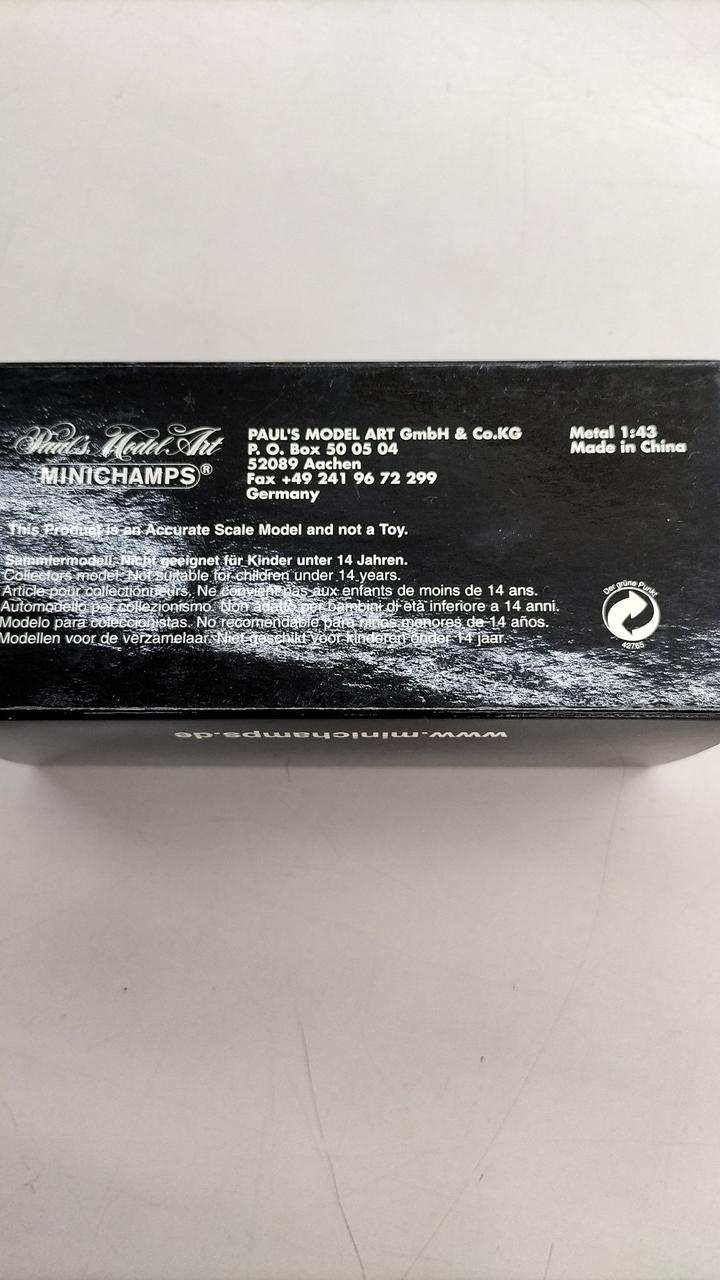 Paul's Model Art
MINICHAMPS®
PAUL'S MODEL ART GmbH & Co.KG
P. O. Box 50 05 04
52089 Aachen
Fax +49 241 96 72 299
Germany
Metal 1:43
Made in China
This Product is an Accurate Scale Model and not a Toy.
Sammlermodell. Nicht geeignet für Kinder unter 14 Jahren.
Collectors model. Not suitable for children under 14 years.
Article pour collectionneurs. Ne convient pas aux enfants de moins de 14 ans.
Automodello per collezionismo. Non adatto per bambini di età inferiore a 14 anni.
Modelo para coleccionistas. No recomendable para niños menores de 14 años.
Modellen voor de verzamelaar. Niet geschikt voor kinderen onder 14 jaar.
Der grüne Punkt
42765
www.minichamps.de